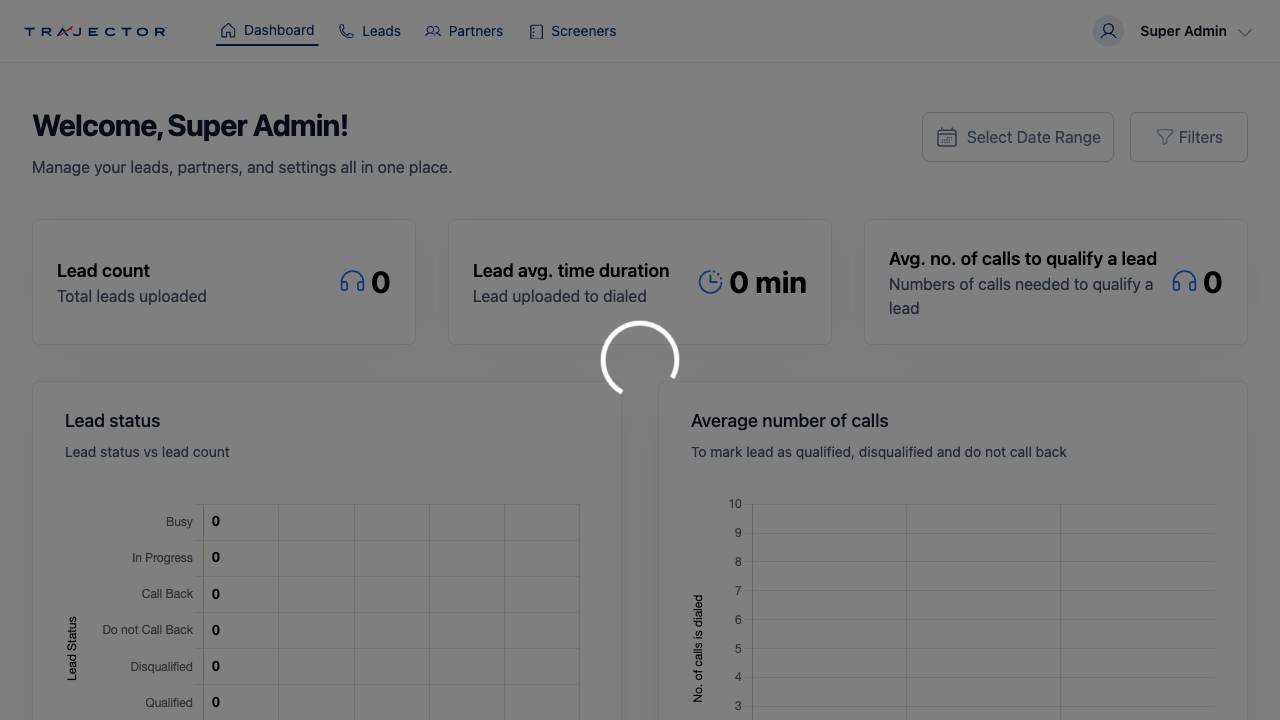 TRAJECTOR
Dashboard
Leads
Partners
Screeners
Super Admin
Welcome, Super Admin!
Manage your leads, partners, and settings all in one place.
Select Date Range
Filters
Lead count
Total leads uploaded
0
Lead avg. time duration
Lead uploaded to dialed
0 min
Avg. no. of calls to qualify a lead
Numbers of calls needed to qualify a
lead
0
Lead status
Lead status vs lead count
Lead Status
Busy 0
In Progress 0
Call Back 0
Do not Call Back 0
Disqualified 0
Qualified 0
Average number of calls
To mark lead as qualified, disqualified and do not call back
No. of calls is dialed
10
9
8
7
6
5
4
3